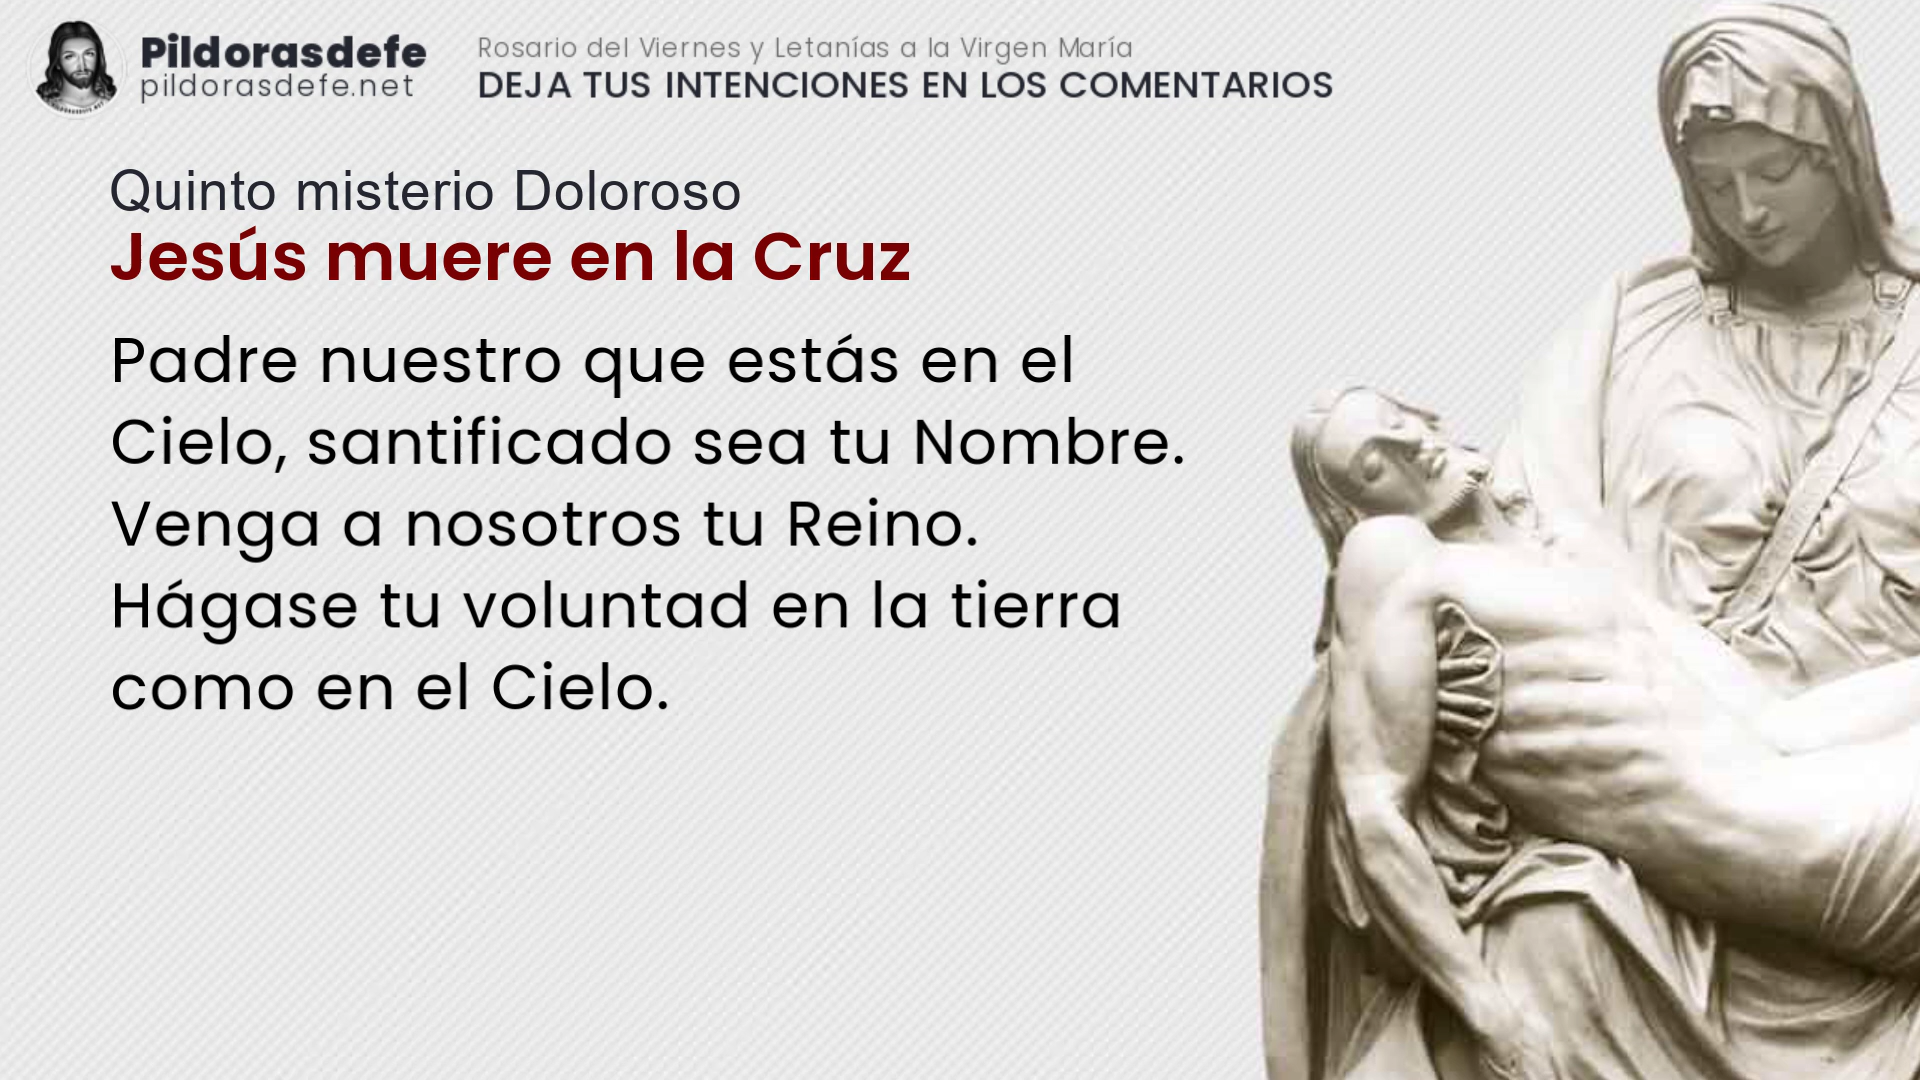 Pildorasdefe
pildorasdefe.net
Rosario del Viernes y Letanías a la Virgen María
DEJA TUS INTENCIONES EN LOS COMENTARIOS
Quinto misterio Doloroso
Jesús muere en la Cruz
Padre nuestro que estás en el
Cielo, santificado sea tu Nombre.
Venga a nosotros tu Reino.
Hágase tu voluntad en la tierra
como en el Cielo.